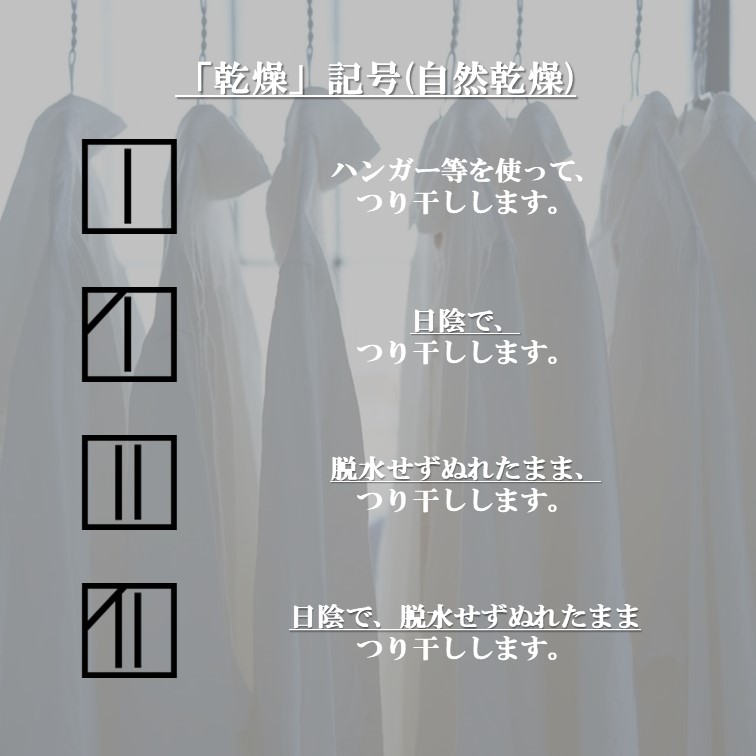 「乾燥」記号(自然乾燥)
ハンガー等を使って、
つり干しします。
日陰で、
つり干しします。
脱水せずぬれたまま、
つり干しします。
日陰で、脱水せずぬれたまま
つり干しします。